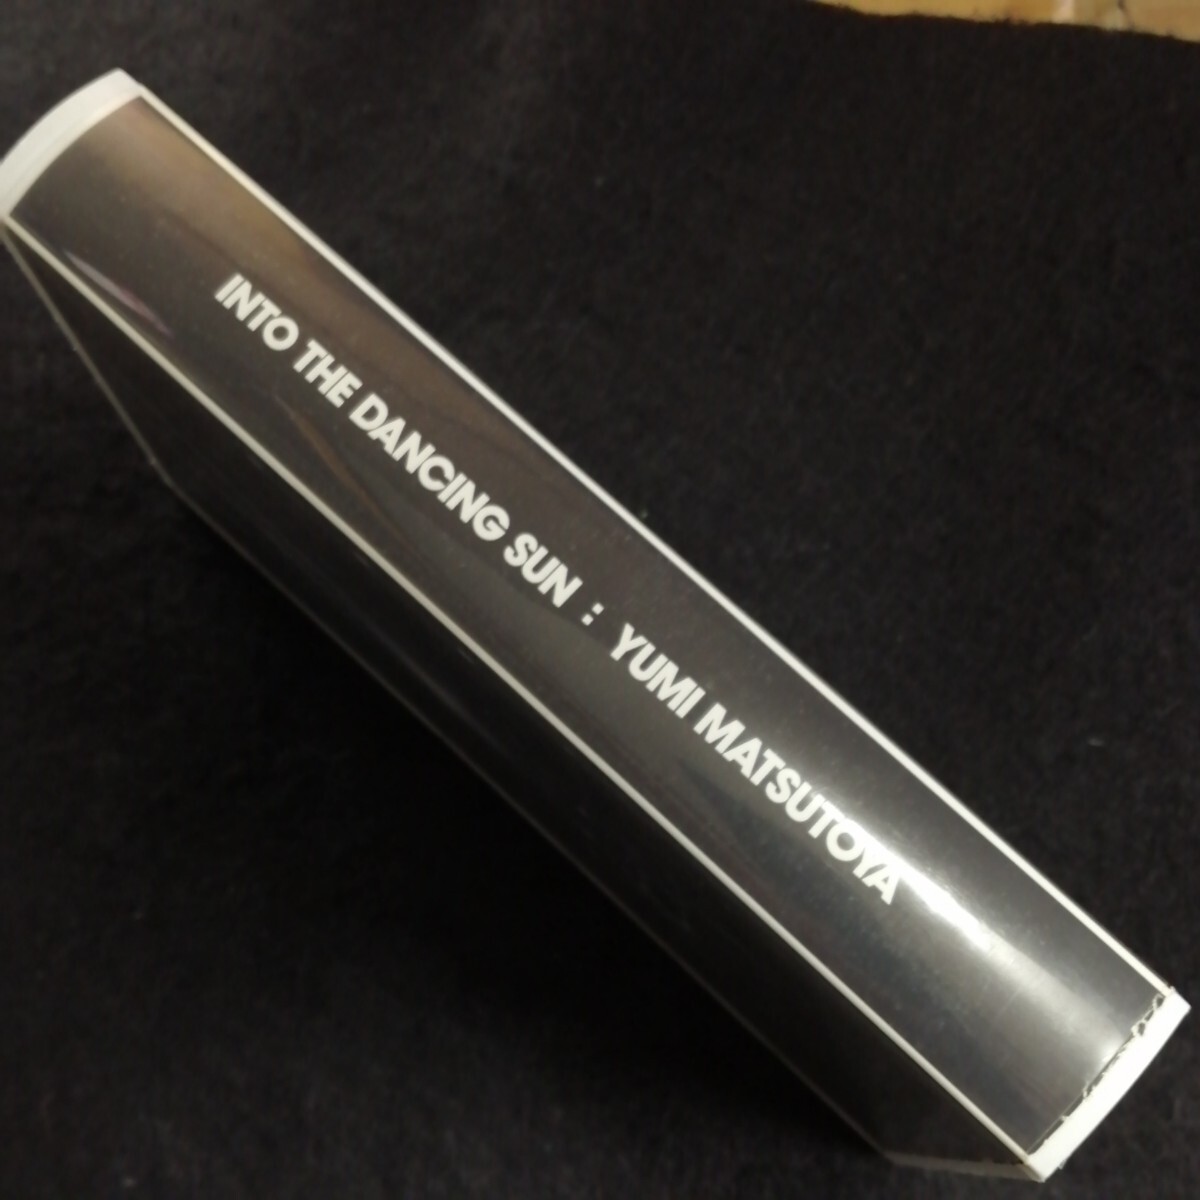 INTO THE DANCING SUN : YUMI MATSUTOYA